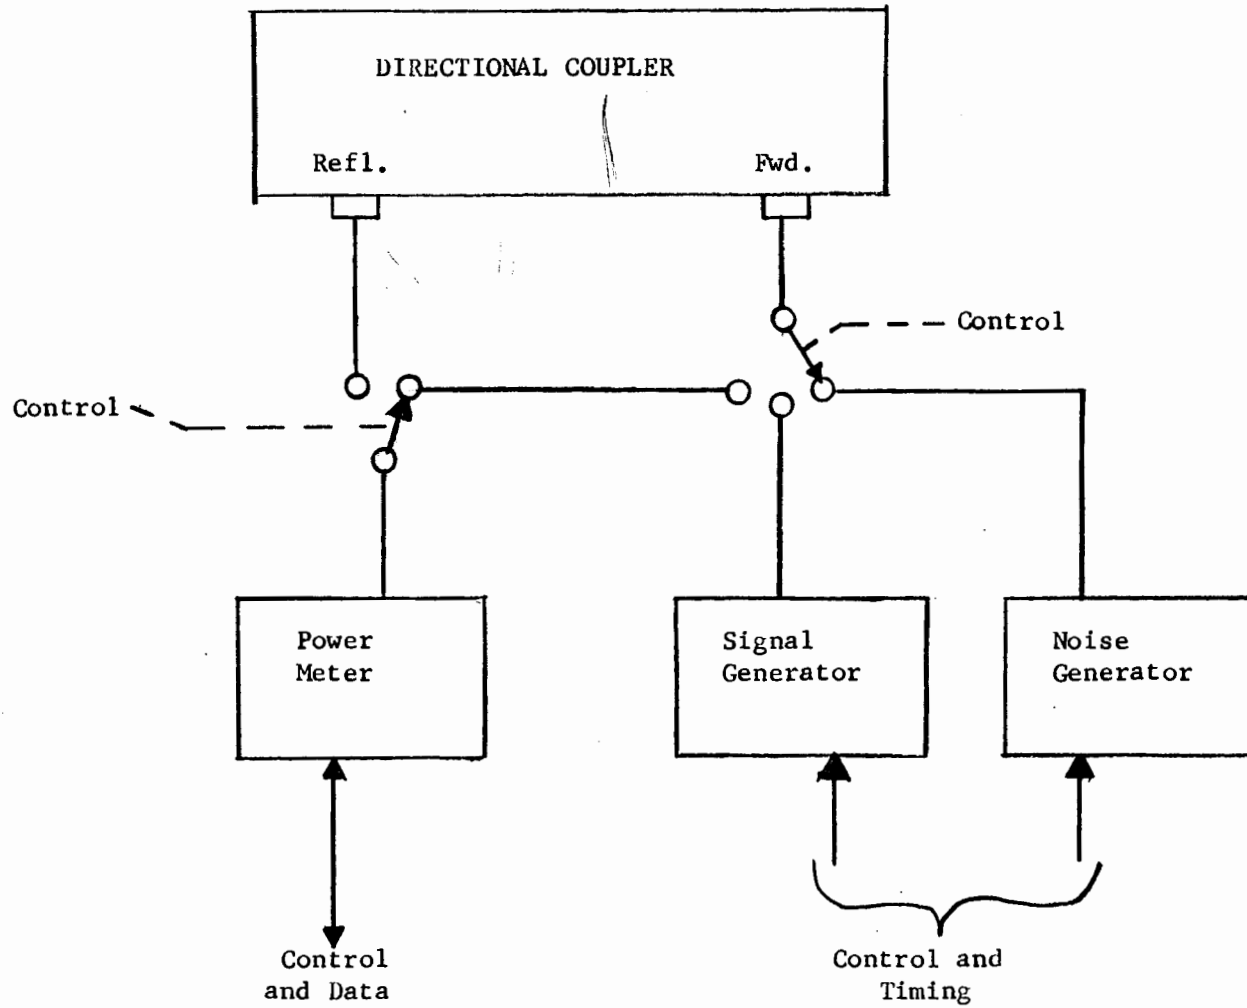 DIRECTIONAL COUPLER
Refl.
Fwd.
Control
Control
Power
Meter
Signal
Generator
Noise
Generator
Control
and Data
Control and
Timing